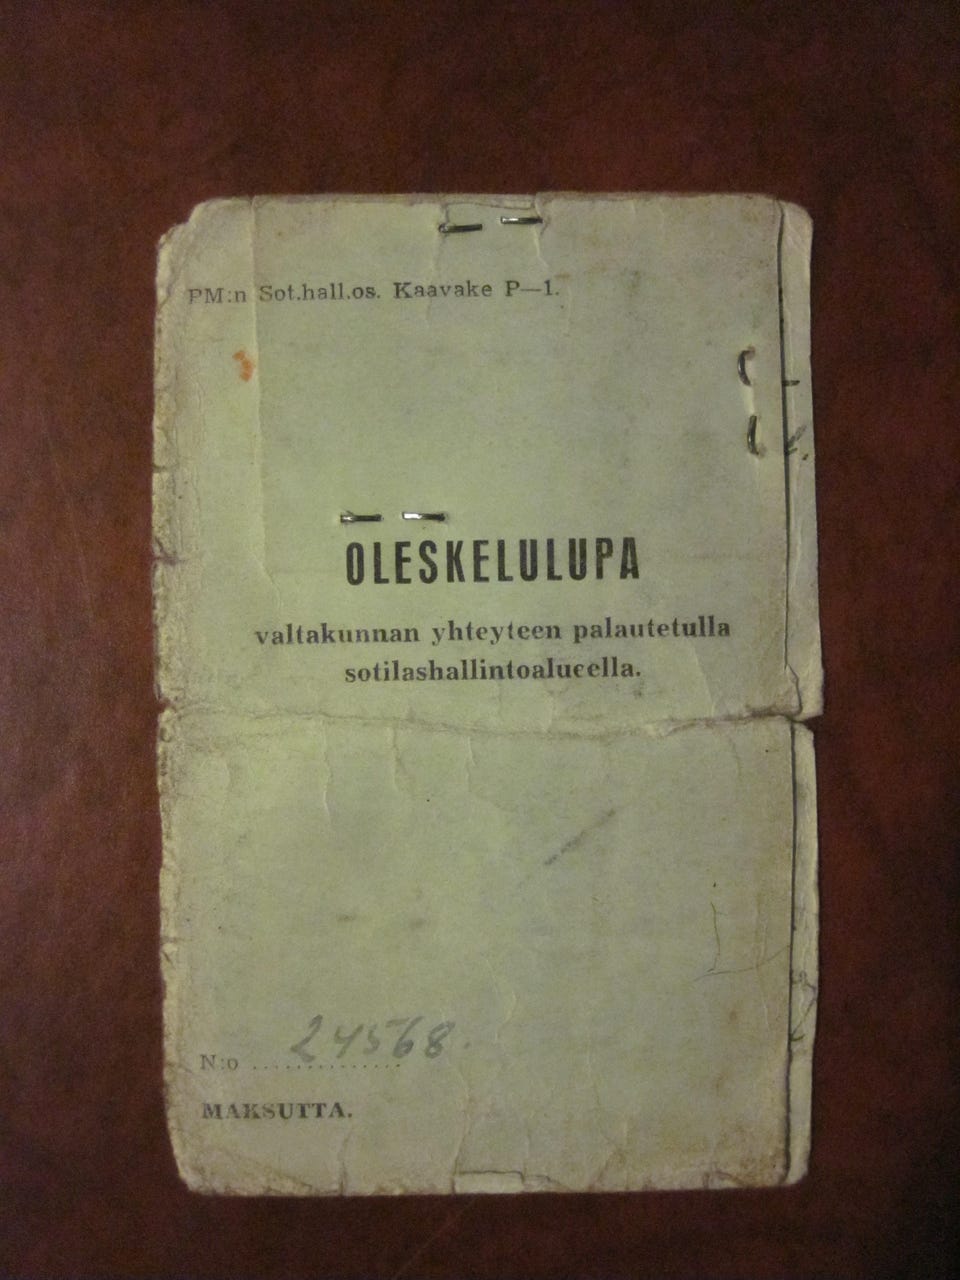 PM:n Sot.hall.os. Kaavake P—1.
OLESKELULUPA
valtakunnan yhteyteen palautetulla
sotilashallintoalueella.
N:o 24568.
MAKSUTTA.